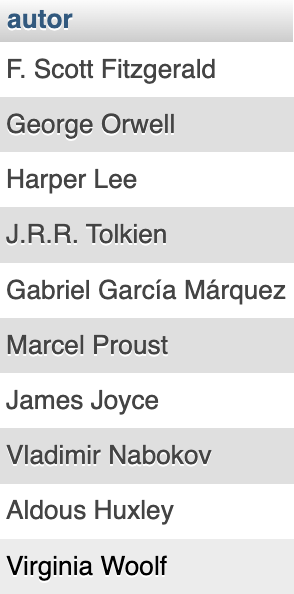 autor
F. Scott Fitzgerald
George Orwell
Harper Lee
J.R.R. Tolkien
Gabriel García Márquez
Marcel Proust
James Joyce
Vladimir Nabokov
Aldous Huxley
Virginia Woolf